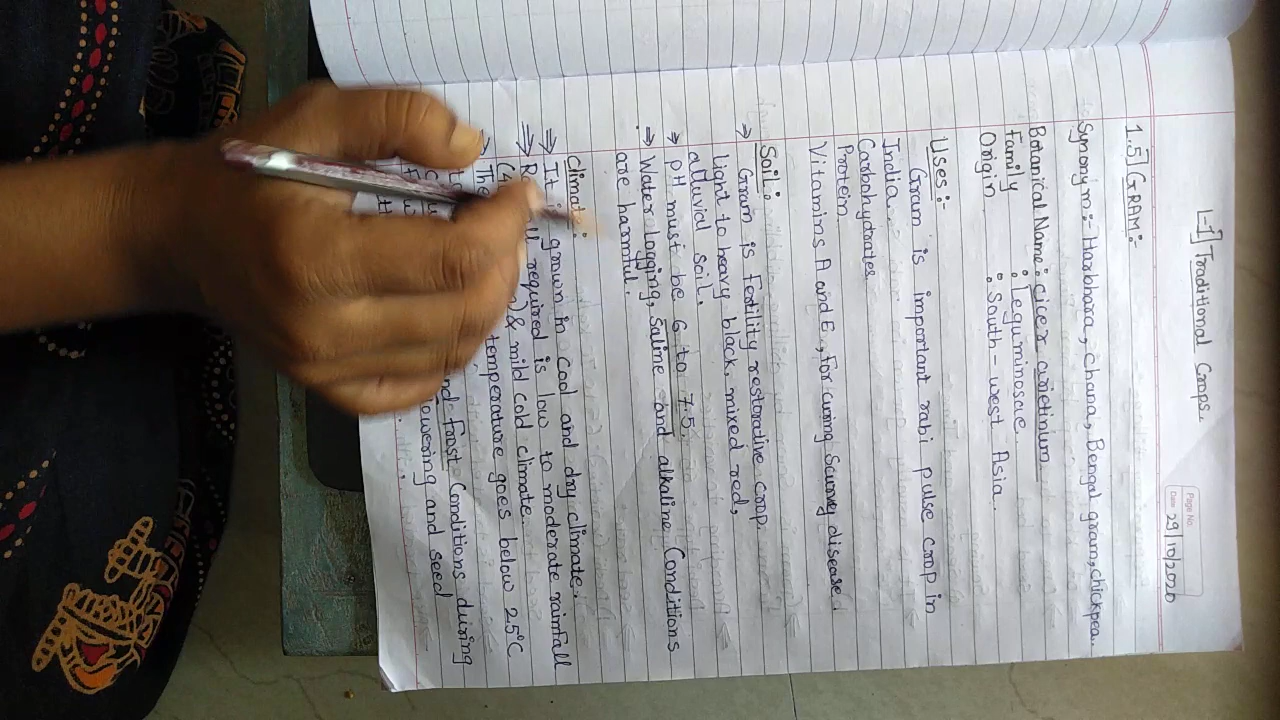 Page No.
Date 29/10/2020
L-1] Traditional Crops.
1.5] GRAM:
Synonym:- Harbhara, chana, Bengal gram, chickpea.
Botanical Name: cicer arietinium
Family : Leguminosae.
Origin : South-west Asia.
Uses:-
Gram is important rabi pulse crop in
India.
Carbohydrates
Protein
Vitamins A and E, For curing scurvey disease.
Soil:
⇒ Gram is fertility restorative crop.
Light to heavy black, mixed red,
alluvial soil.
⇒ pH must be 6 to 7.5.
⇒ Water logging, saline and alkaline Conditions
are harmful.
Climate:
⇒ It is grown in Cool and dry climate.
⇒ required is low to moderate rainfall
& mild cold climate.
temperature goes below 25°C
frost Conditions during
flowering and seed